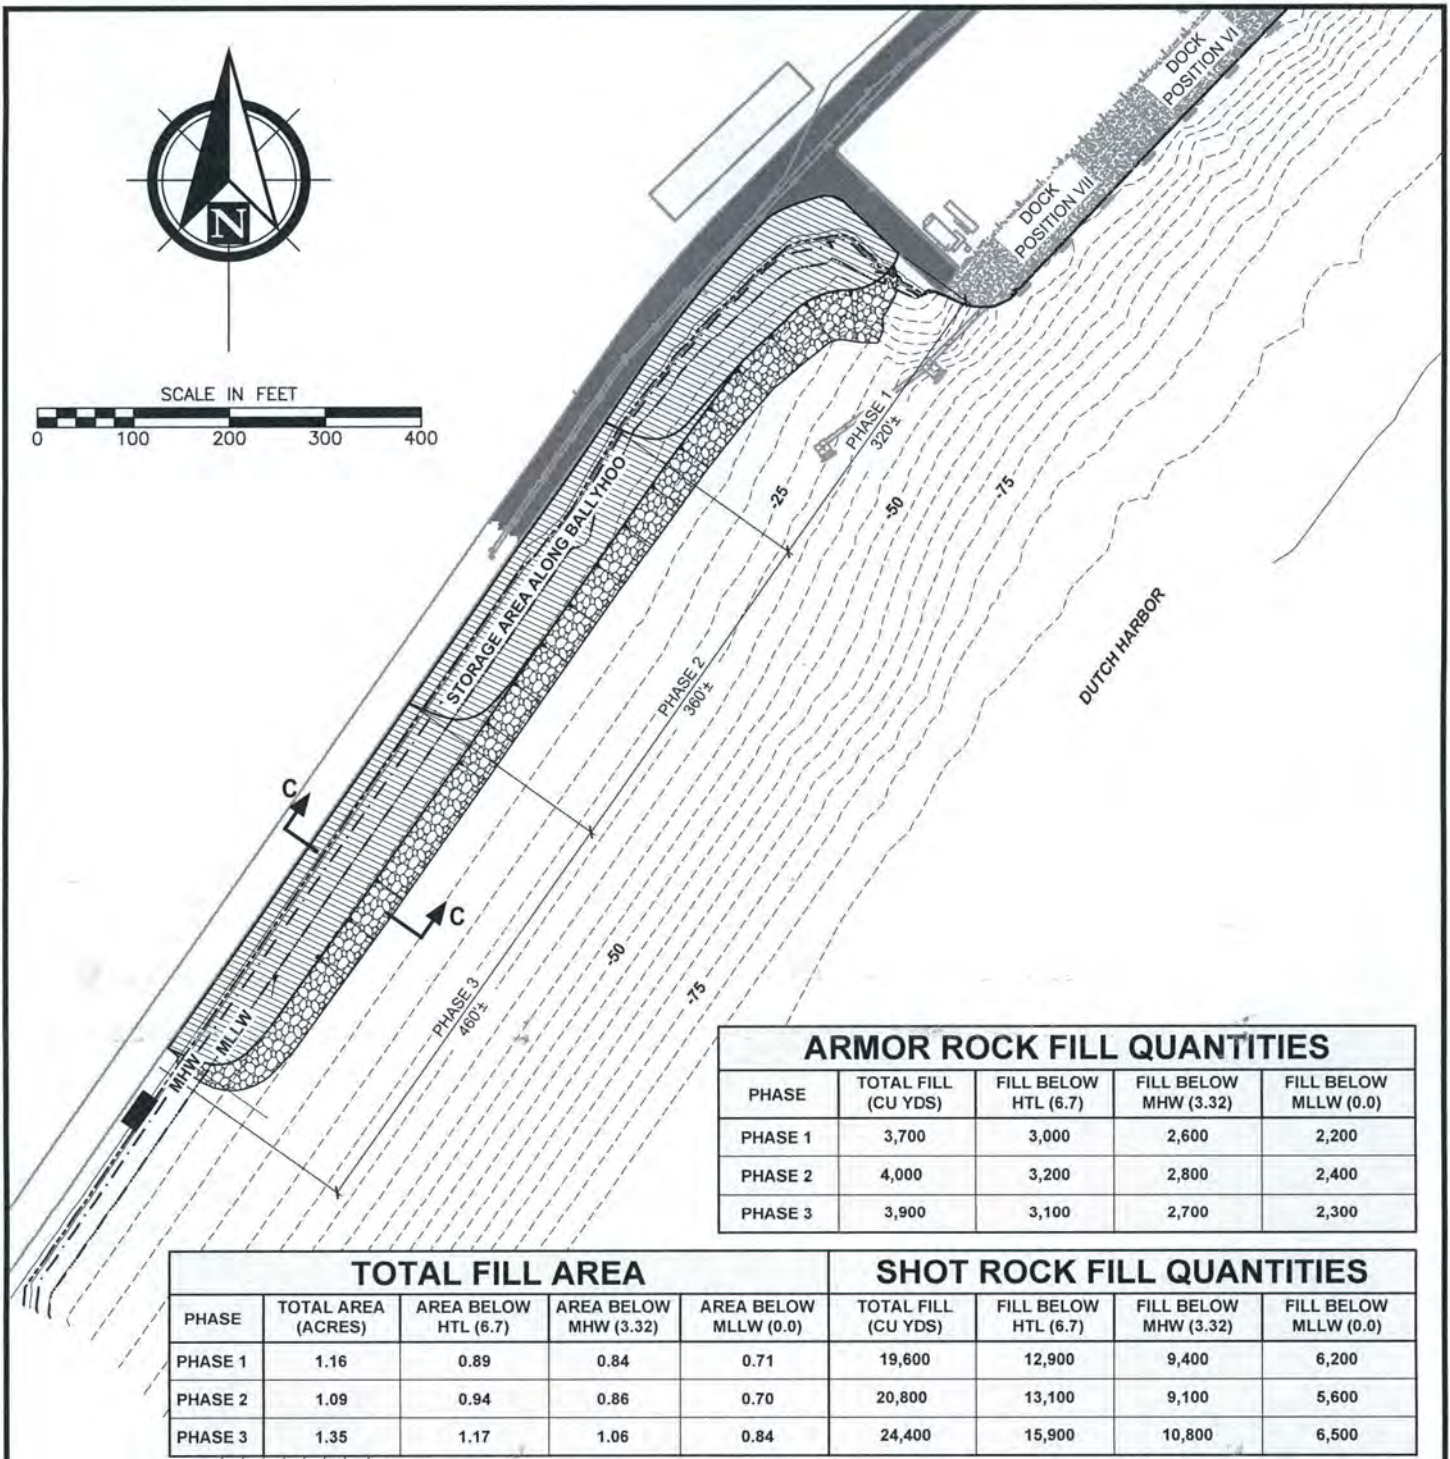 DOCK
POSITION VI
DOCK
POSITION VII
N
SCALE IN FEET
0 100 200 300 400
PHASE 1
320'±
-25
-50
-75
STORAGE AREA ALONG BALLYHOO
PHASE 2
360'±
DUTCH HARBOR
C
C
-50
-75
PHASE 3
460'±
MHW
MLLW
ARMOR ROCK FILL QUANTITIES
PHASE TOTAL FILL (CU YDS) FILL BELOW HTL (6.7) FILL BELOW MHW (3.32) FILL BELOW MLLW (0.0)
PHASE 1 3,700 3,000 2,600 2,200
PHASE 2 4,000 3,200 2,800 2,400
PHASE 3 3,900 3,100 2,700 2,300
TOTAL FILL AREA SHOT ROCK FILL QUANTITIES
PHASE TOTAL AREA (ACRES) AREA BELOW HTL (6.7) AREA BELOW MHW (3.32) AREA BELOW MLLW (0.0) TOTAL FILL (CU YDS) FILL BELOW HTL (6.7) FILL BELOW MHW (3.32) FILL BELOW MLLW (0.0)
PHASE 1 1.16 0.89 0.84 0.71 19,600 12,900 9,400 6,200
PHASE 2 1.09 0.94 0.86 0.70 20,800 13,100 9,100 5,600
PHASE 3 1.35 1.17 1.06 0.84 24,400 15,900 10,800 6,500